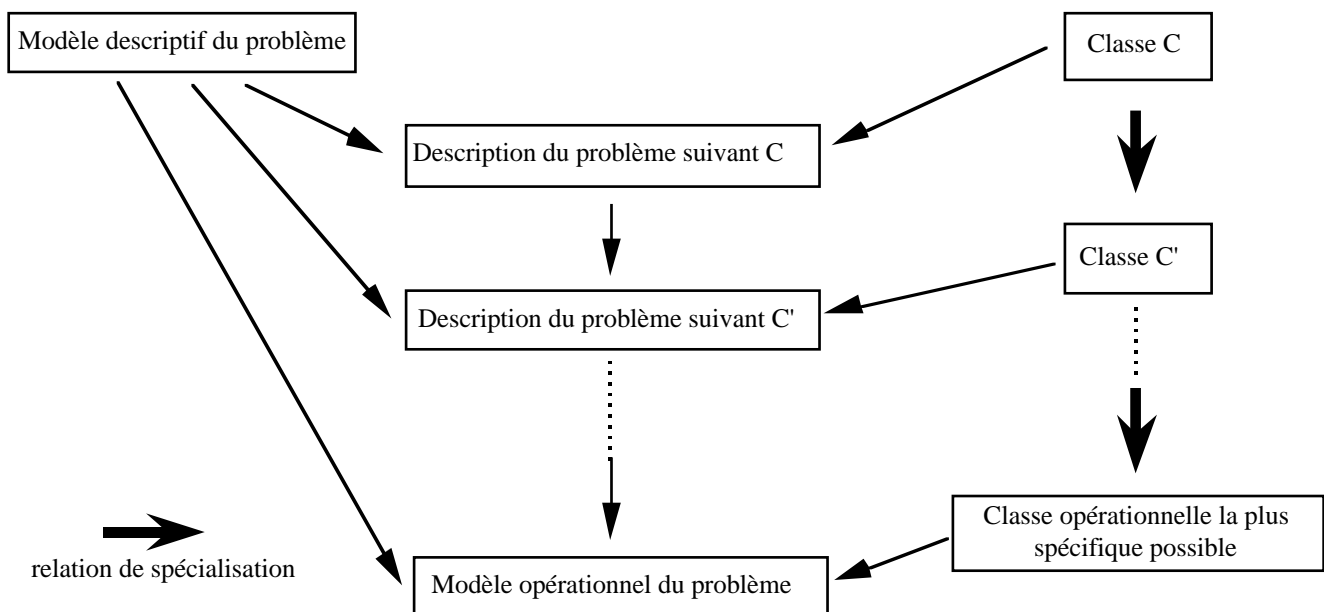 Modèle descriptif du problème
Classe C
Description du problème suivant C
Classe C'
Description du problème suivant C'
Classe opérationnelle la plus
spécifique possible
relation de spécialisation
Modèle opérationnel du problème